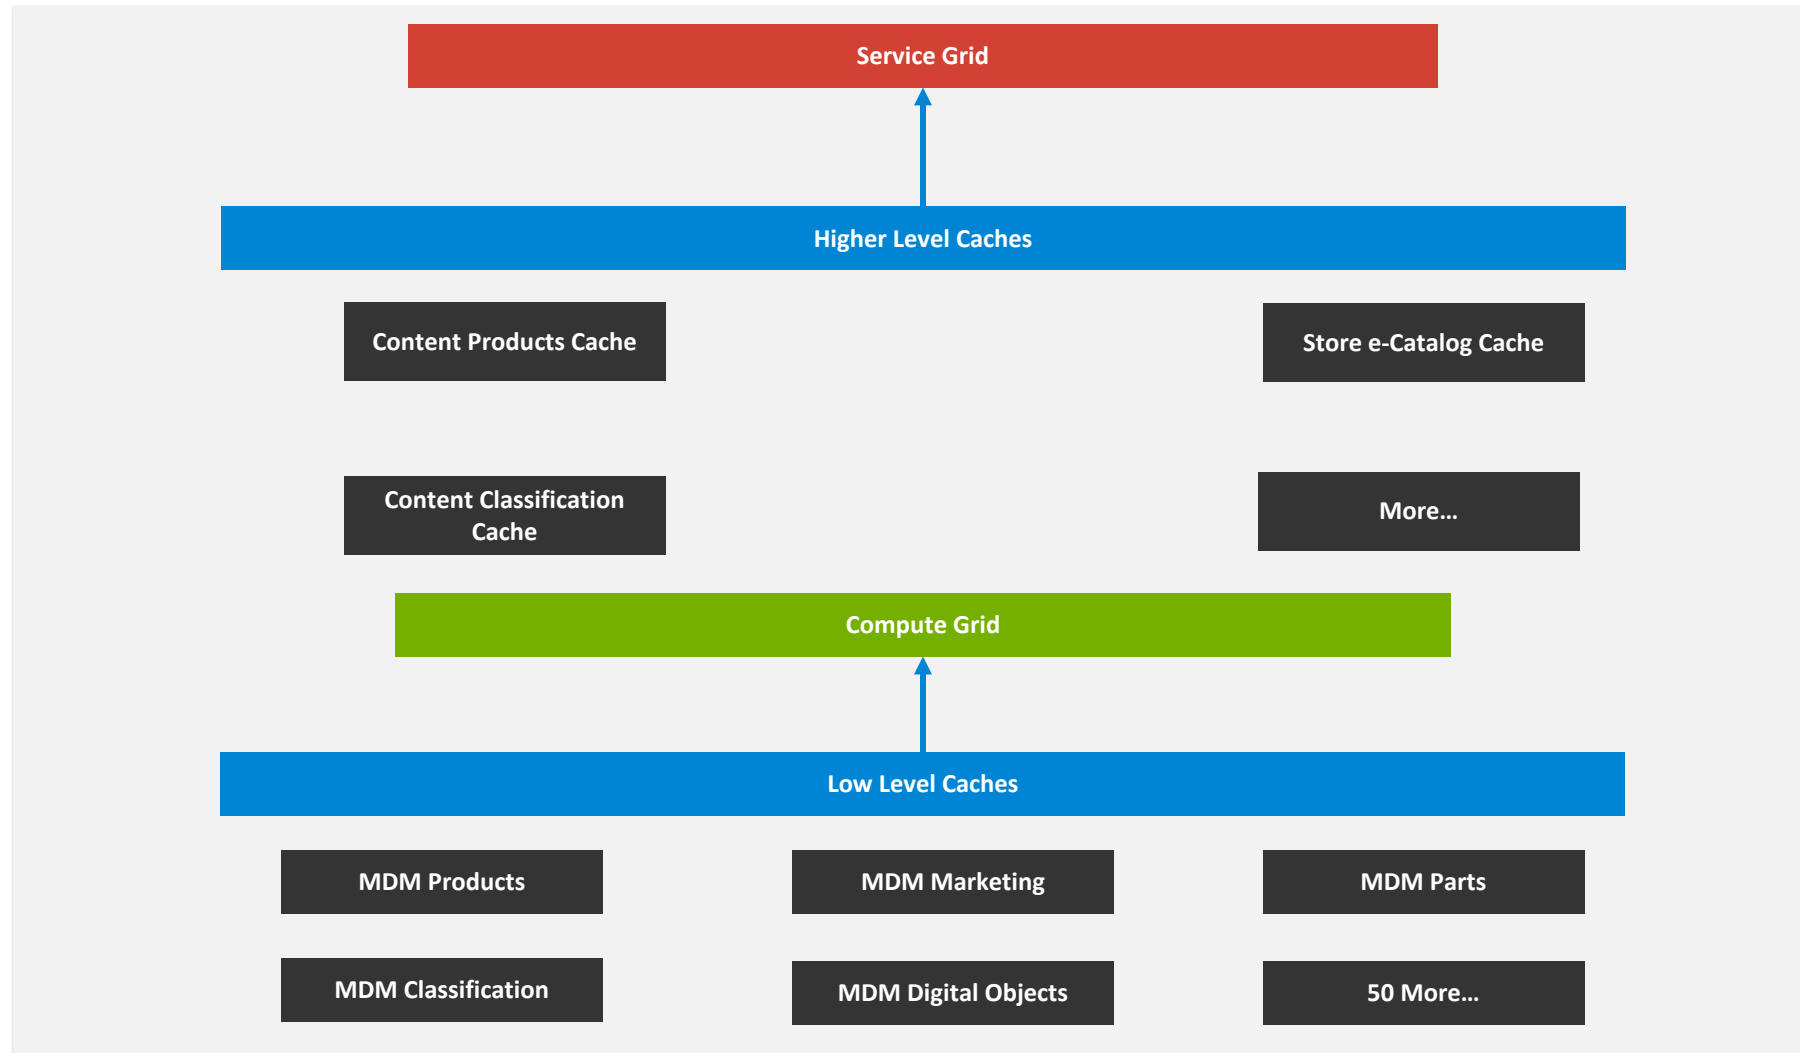 Service Grid
Higher Level Caches
Content Products Cache
Store e-Catalog Cache
Content Classification
Cache
More…
Compute Grid
Low Level Caches
MDM Products
MDM Marketing
MDM Parts
MDM Classification
MDM Digital Objects
50 More…